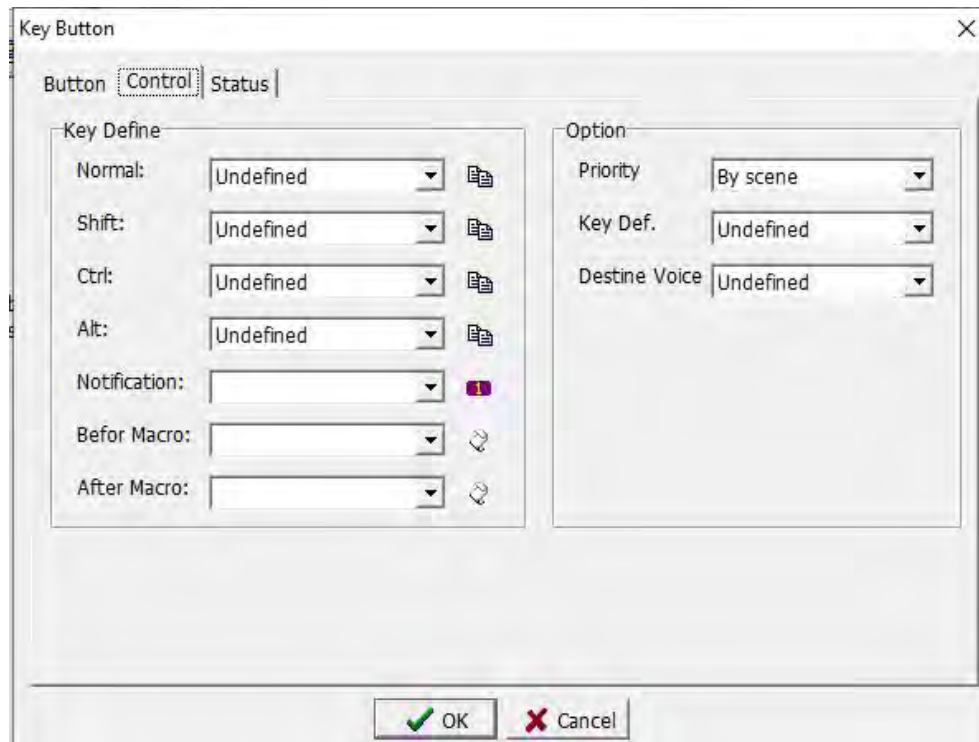 Key Button
Button Control Status
Key Define
Normal: Undefined
Shift: Undefined
Ctrl: Undefined
Alt: Undefined
Notification: 1
Befor Macro:
After Macro:
Option
Priority By scene
Key Def. Undefined
Destine Voice Undefined
OK Cancel